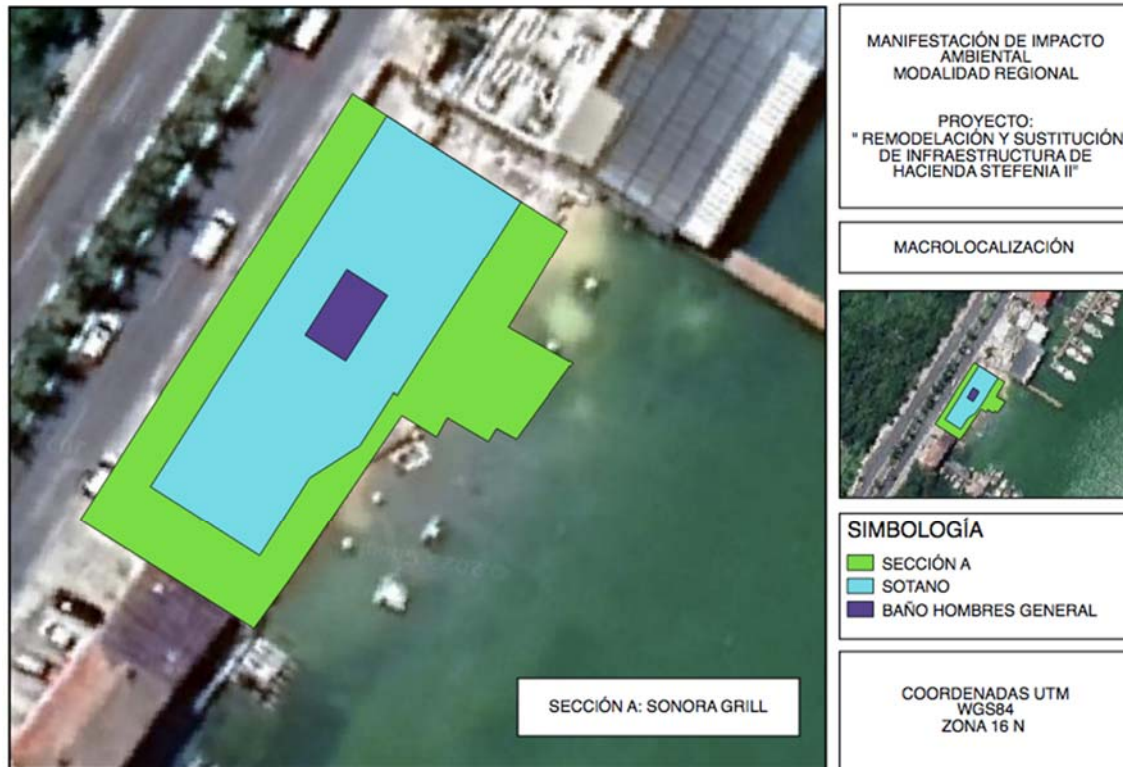 MANIFESTACIÓN DE IMPACTO
AMBIENTAL
MODALIDAD REGIONAL
PROYECTO:
" REMODELACIÓN Y SUSTITUCIÓN
DE INFRAESTRUCTURA DE
HACIENDA STEFENIA II"
MACROLOCALIZACIÓN
SIMBOLOGÍA
SECCIÓN A
SOTANO
BAÑO HOMBRES GENERAL
COORDENADAS UTM
WGS84
ZONA 16 N
SECCIÓN A: SONORA GRILL